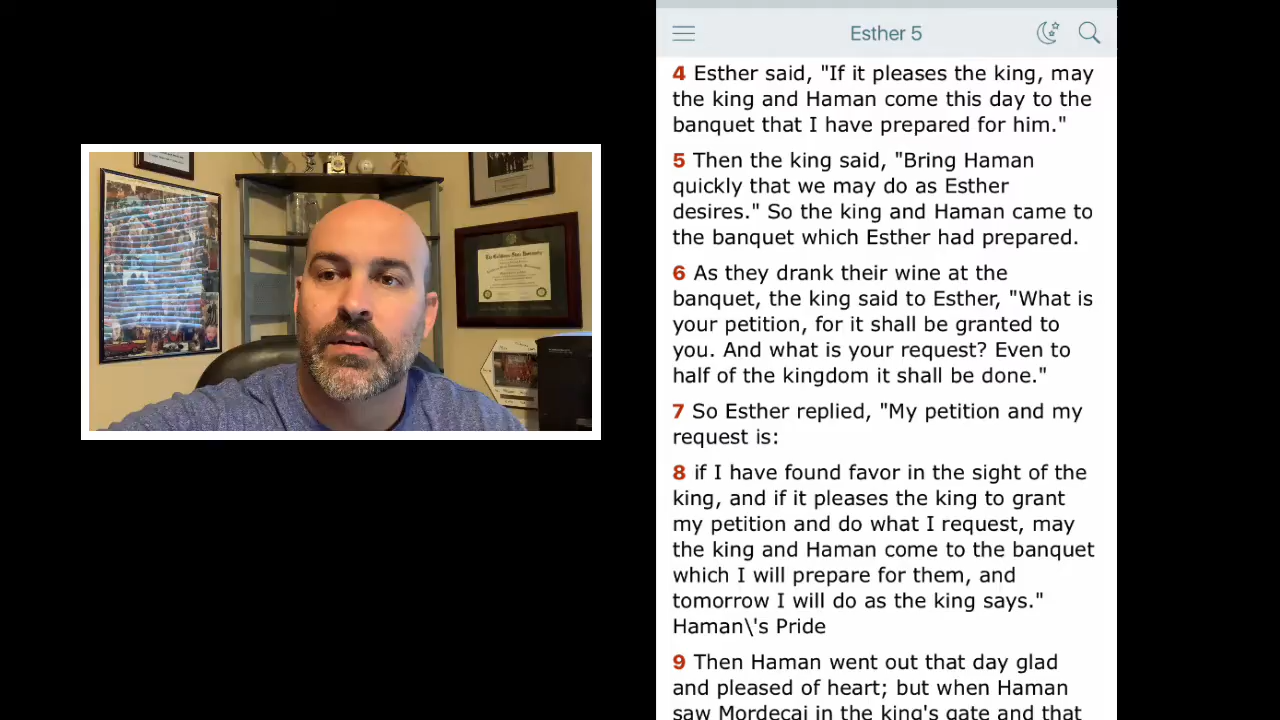 Esther 5
4 Esther said, "If it pleases the king, may
the king and Haman come this day to the
banquet that I have prepared for him."
5 Then the king said, "Bring Haman
quickly that we may do as Esther
desires." So the king and Haman came to
the banquet which Esther had prepared.
6 As they drank their wine at the
banquet, the king said to Esther, "What is
your petition, for it shall be granted to
you. And what is your request? Even to
half of the kingdom it shall be done."
7 So Esther replied, "My petition and my
request is:
8 if I have found favor in the sight of the
king, and if it pleases the king to grant
my petition and do what I request, may
the king and Haman come to the banquet
which I will prepare for them, and
tomorrow I will do as the king says."
Haman\'s Pride
9 Then Haman went out that day glad
and pleased of heart; but when Haman
saw Mordecai in the king's gate and that